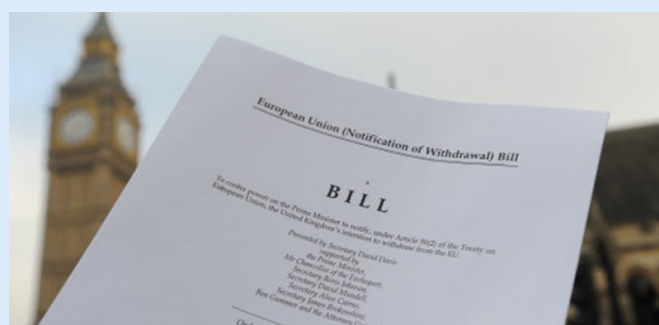 European Union (Notification of Withdrawal) Bill
A
BILL
To confer power on the Prime Minister to notify, under Article 50(2) of the Treaty on
European Union, the United Kingdom's intention to withdraw from the EU.
Presented by Secretary David Davis
supported by
the Prime Minister,
Mr Chancellor of the Exchequer,
Secretary Boris Johnson,
Secretary David Mundell,
Secretary Alun Cairns,
Secretary James Brokenshire,
Ben Gummer and the Attorney